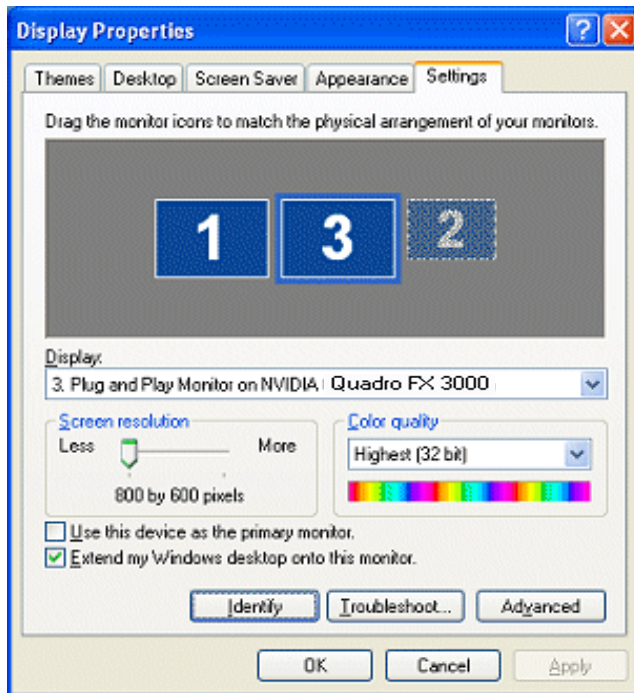 Display Properties
?
Themes Desktop Screen Saver Appearance Settings
Drag the monitor icons to match the physical arrangement of your monitors.
1 3 2
Display:
3. Plug and Play Monitor on NVIDIA Quadro FX 3000
Screen resolution Color quality
Less More Highest (32 bit)
800 by 600 pixels
Use this device as the primary monitor.
Extend my Windows desktop onto this monitor.
Identify Troubleshoot... Advanced
OK Cancel Apply